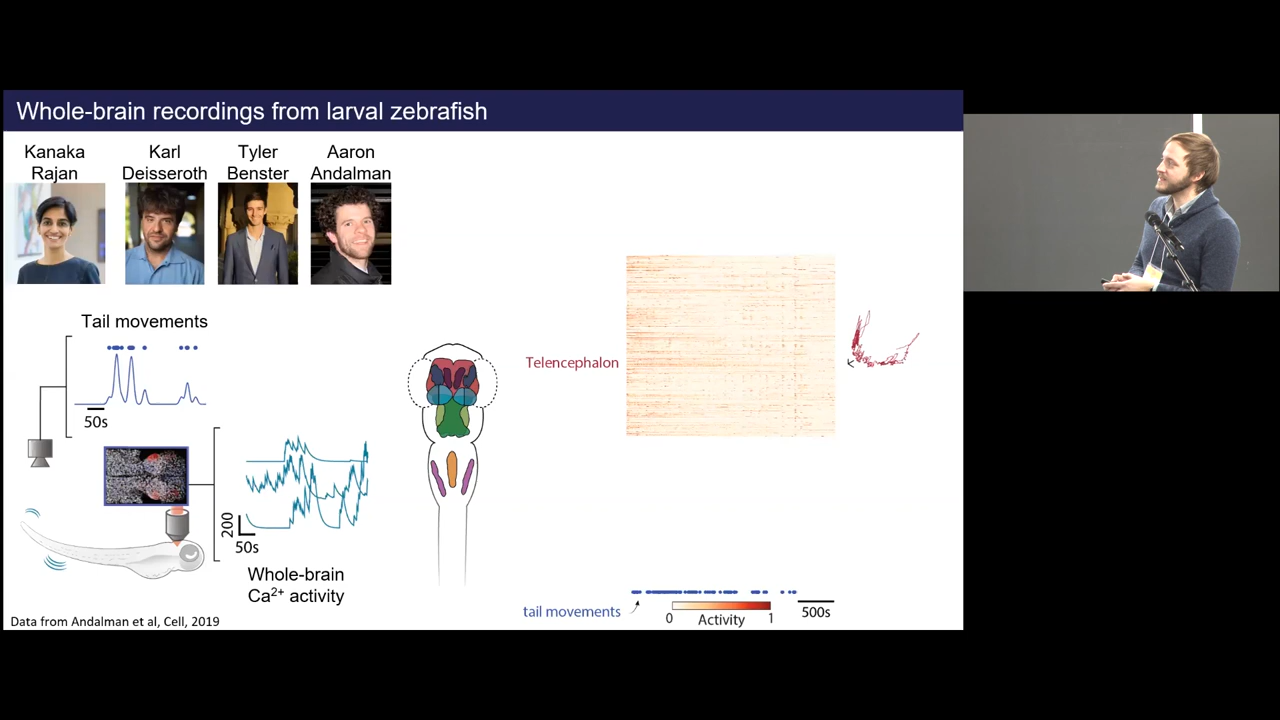 Whole-brain recordings from larval zebrafish
Kanaka
Rajan
Karl
Deisseroth
Tyler
Benster
Aaron
Andalman
Tail movements
50s
200
50s
Whole-brain
Ca²⁺ activity
Telencephalon
tail movements
0
Activity
1
500s
Data from Andalman et al, Cell, 2019